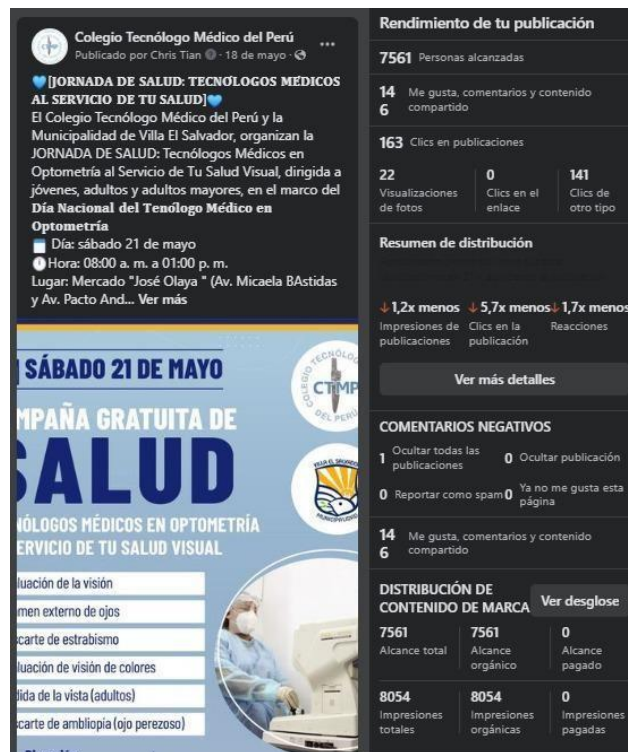 Colegio Tecnólogo Médico del Perú
Publicado por Chris Tian · 18 de mayo ·
💙[JORNADA DE SALUD: TECNÓLOGOS MÉDICOS
AL SERVICIO DE TU SALUD]💙
El Colegio Tecnólogo Médico del Perú y la
Municipalidad de Villa El Salvador, organizan la
JORNADA DE SALUD: Tecnólogos Médicos en
Optometría al Servicio de Tu Salud Visual, dirigida a
jóvenes, adultos y adultos mayores, en el marco del
Día Nacional del Tenólogo Médico en
Optometría
Día: sábado 21 de mayo
Hora: 08:00 a. m. a 01:00 p. m.
Lugar: Mercado "José Olaya " (Av. Micaela BAstidas
y Av. Pacto And... Ver más
SÁBADO 21 DE MAYO
COLEGIO TECNÓLOGO
CTMP
DEL PERÚ
MPAÑA GRATUITA DE
SALUD
VILLA EL SALVADOR
MUNICIPALIDAD
NÓLOGOS MÉDICOS EN OPTOMETRÍA
ERVICIO DE TU SALUD VISUAL
luación de la visión
men externo de ojos
scarte de estrabismo
luación de visión de colores
dida de la vista (adultos)
scarte de ambliopía (ojo perezoso)
Rendimiento de tu publicación
7561 Personas alcanzadas
14 Me gusta, comentarios y contenido
6 compartido
163 Clics en publicaciones
22 0 141
Visualizaciones Clics en el Clics de
de fotos enlace otro tipo
Resumen de distribución
↓1,2x menos ↓5,7x menos ↓1,7x menos
Impresiones de Clics en la Reacciones
publicaciones publicación
Ver más detalles
COMENTARIOS NEGATIVOS
1 Ocultar todas las publicaciones 0 Ocultar publicación
0 Reportar como spam 0 Ya no me gusta esta página
14 Me gusta, comentarios y contenido
6 compartido
DISTRIBUCIÓN DE
CONTENIDO DE MARCA Ver desglose
7561 7561 0
Alcance total Alcance Alcance
orgánico pagado
8054 8054 0
Impresiones Impresiones Impresiones
totales orgánicas pagadas